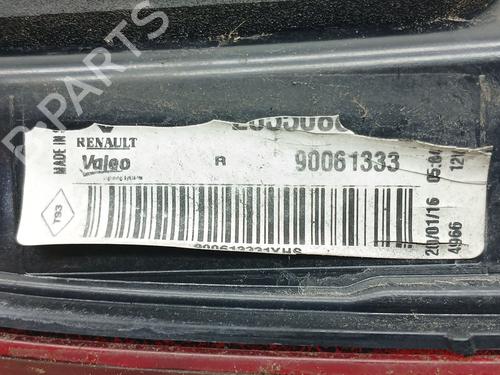 B-PARTS
MADE IN
RENAULT
Valeo
R
90061333
T93
20/01/16 05:04
4966 12V